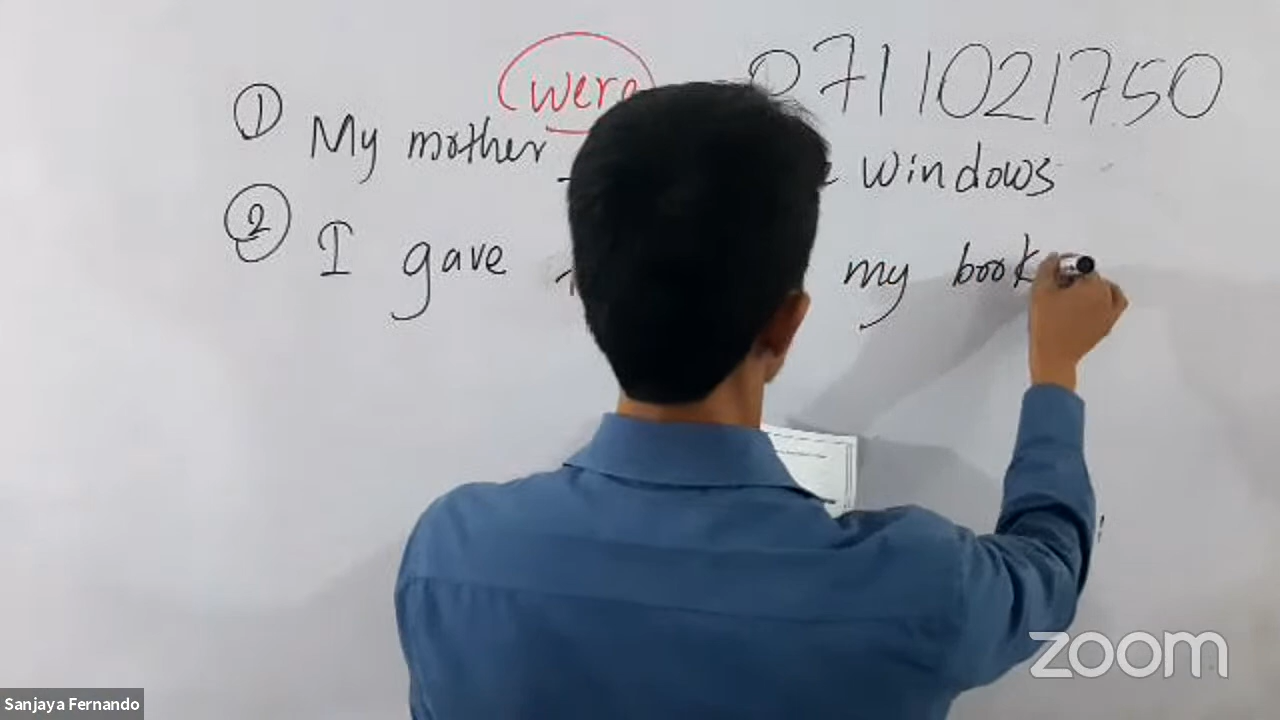 were 0711021750
① My mother windows
② I gave my book
zoom
Sanjaya Fernando